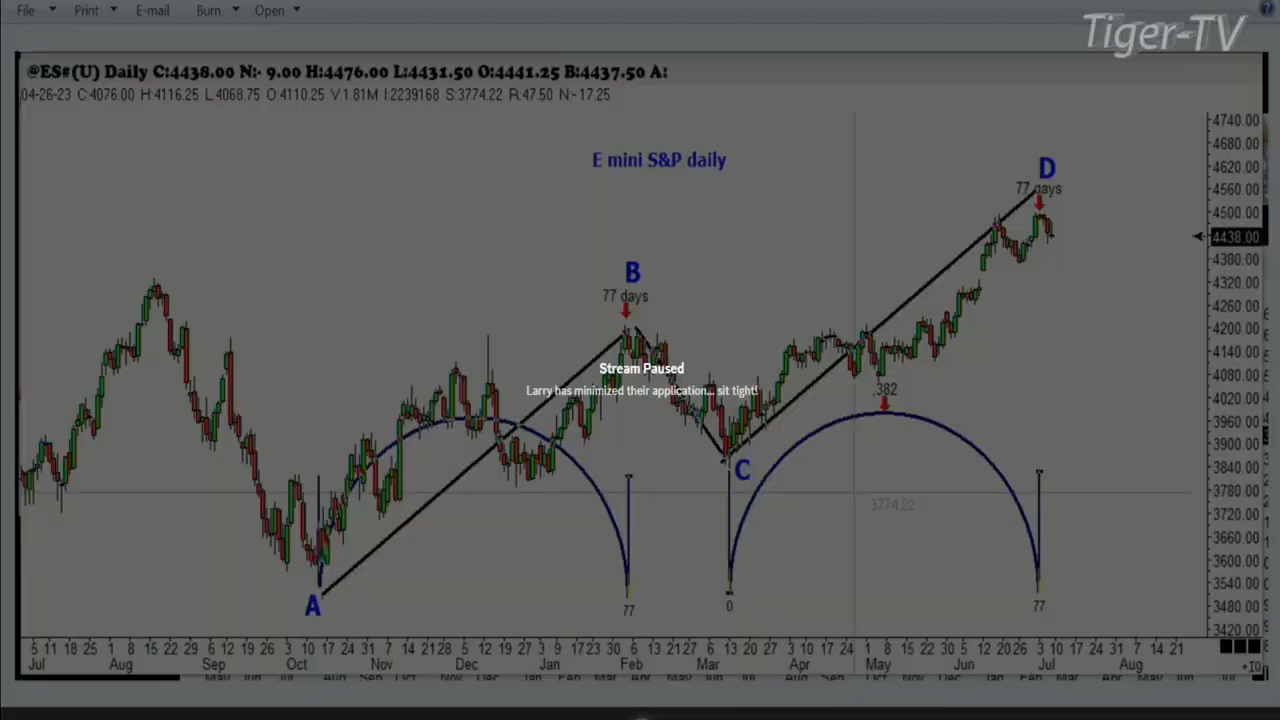 File Print E-mail Burn Open
Tiger-TV
@ES#(U) Daily C:4438.00 N:- 9.00 H:4476.00 L:4431.50 O:4441.25 B:4437.50 A:
04-26-23 C:4076.00 H:4116.25 L:4068.75 O:4110.25 V:1.81M I:2239168 S:3774.22 R:47.50 N:-17.25
4740.00
E mini S&P daily
4680.00
D
4620.00
77 days
4560.00
4500.00
4438.00
4380.00
B
4320.00
77 days
4260.00
4200.00
4140.00
Stream Paused
4080.00
Larry has minimized their application... sit tight!
.382
4020.00
3960.00
3900.00
C
3840.00
3780.00
3774.22
3720.00
3660.00
3600.00
3540.00
A
77
0
77
3480.00
3420.00
5 11 18 25 1 8 15 22 29 6 12 19 26 3 10 17 24 31 7 14 21 28 5 12 19 27 3 9 17 23 30 6 13 21 27 6 13 20 27 3 10 17 24 1 8 15 22 30 5 12 20 26 3 10 17 24 31 7 14 21
Jul Aug Sep Oct Nov Dec Jan Feb Mar Apr May Jun Jul Aug